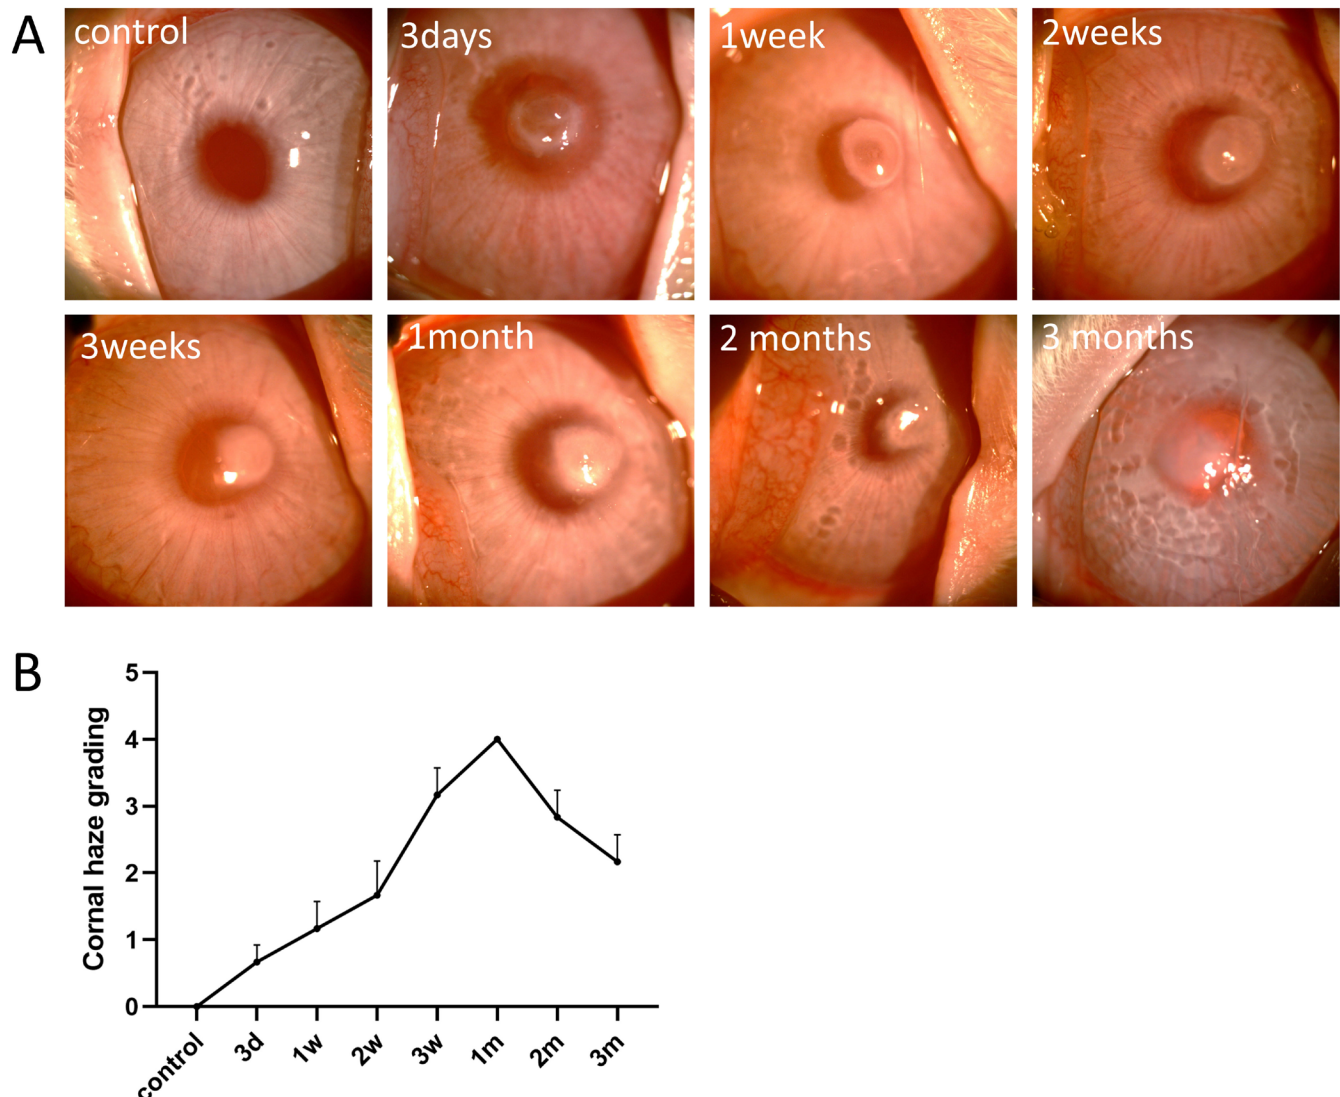 A
control
3days
1week
2weeks
3weeks
1month
2 months
3 months
B
Cornal haze grading
5
4
3
2
1
0
control
3d
1w
2w
3w
1m
2m
3m